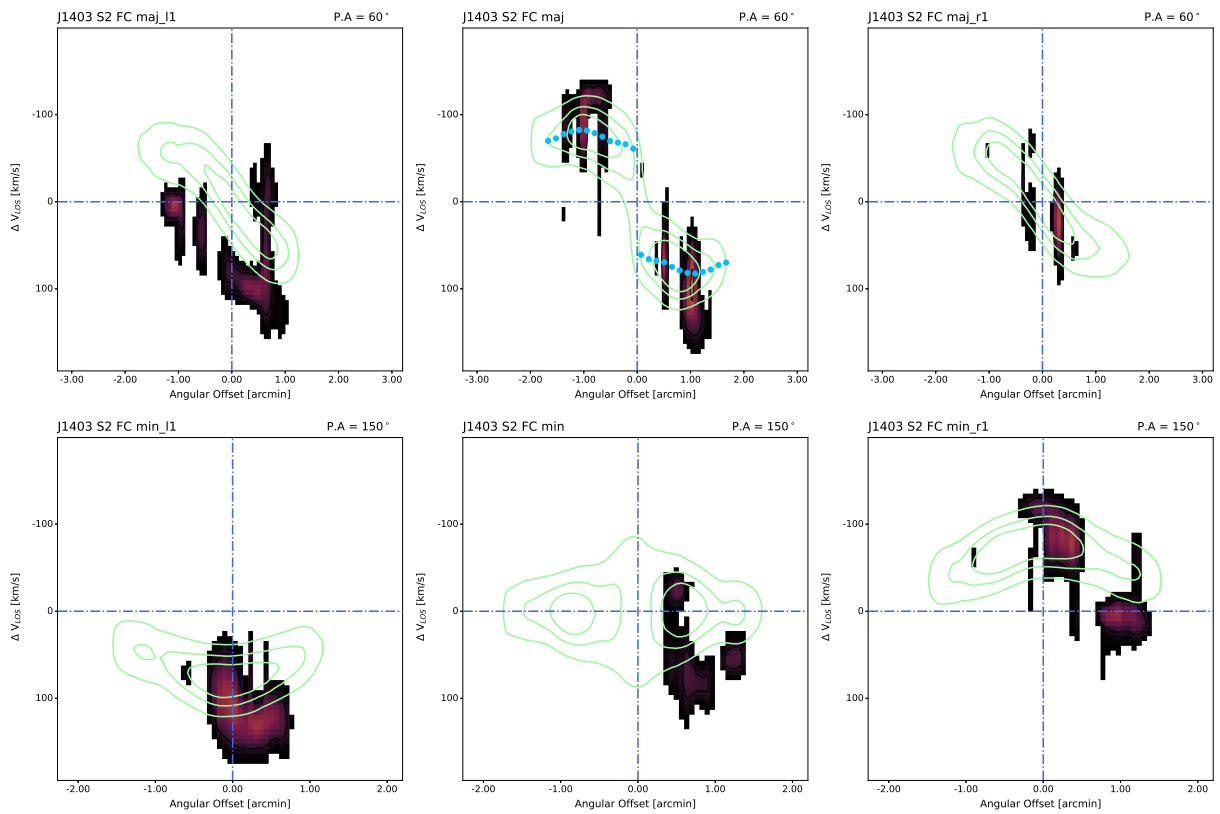 J1403 S2 FC maj_l1 P.A = 60°
J1403 S2 FC maj P.A = 60°
J1403 S2 FC maj_r1 P.A = 60°
Δ V_LOS [km/s]
-100
0
100
-3.00 -2.00 -1.00 0.00 1.00 2.00 3.00
Angular Offset [arcmin]
Δ V_LOS [km/s]
-100
0
100
-3.00 -2.00 -1.00 0.00 1.00 2.00 3.00
Angular Offset [arcmin]
Δ V_LOS [km/s]
-100
0
100
-3.00 -2.00 -1.00 0.00 1.00 2.00 3.00
Angular Offset [arcmin]
J1403 S2 FC min_l1 P.A = 150°
J1403 S2 FC min P.A = 150°
J1403 S2 FC min_r1 P.A = 150°
Δ V_LOS [km/s]
-100
0
100
-2.00 -1.00 0.00 1.00 2.00
Angular Offset [arcmin]
Δ V_LOS [km/s]
-100
0
100
-2.00 -1.00 0.00 1.00 2.00
Angular Offset [arcmin]
Δ V_LOS [km/s]
-100
0
100
-2.00 -1.00 0.00 1.00 2.00
Angular Offset [arcmin]